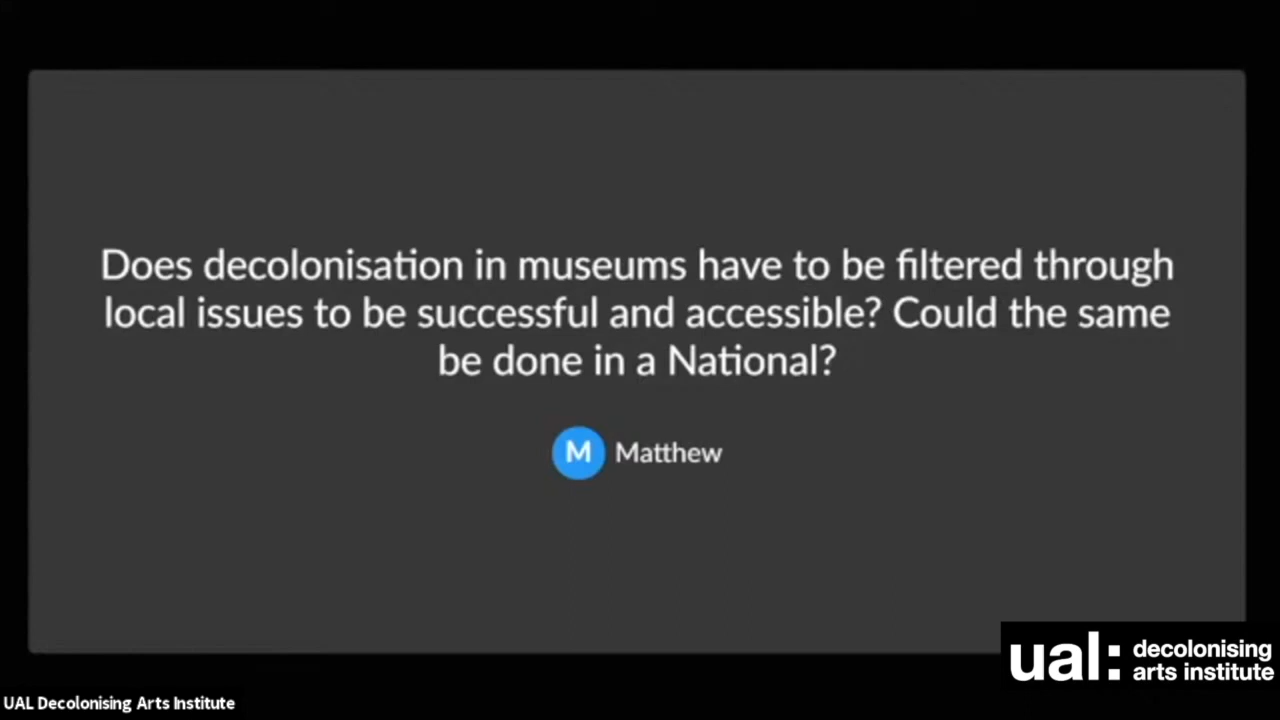 Does decolonisation in museums have to be filtered through
local issues to be successful and accessible? Could the same
be done in a National?
M Matthew
ual: decolonising
arts institute
UAL Decolonising Arts Institute